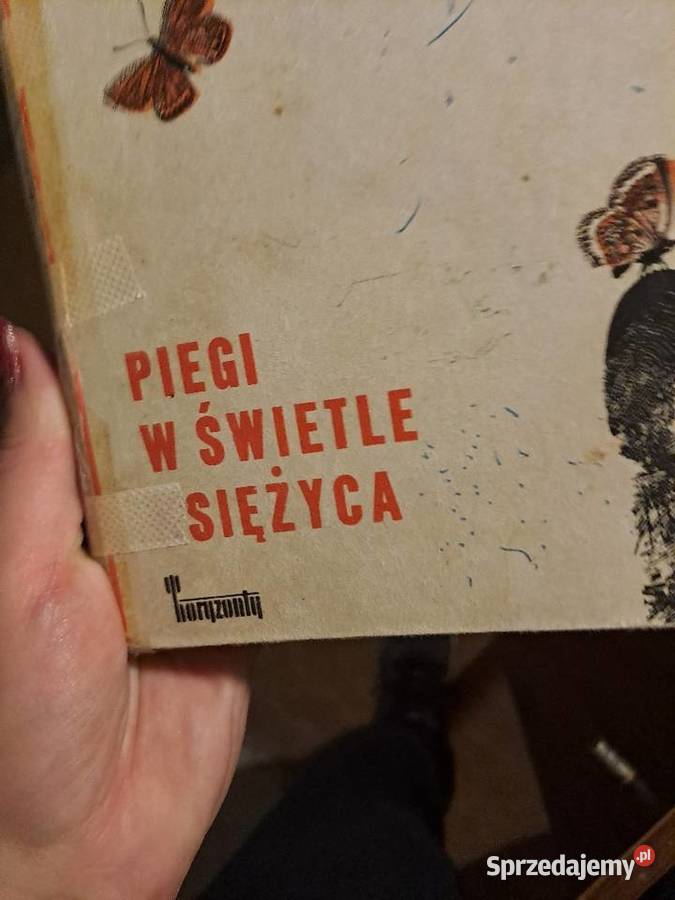 PIEGI
W ŚWIETLE
SIĘŻYCA
horyzonty
Sprzedajemy.pl